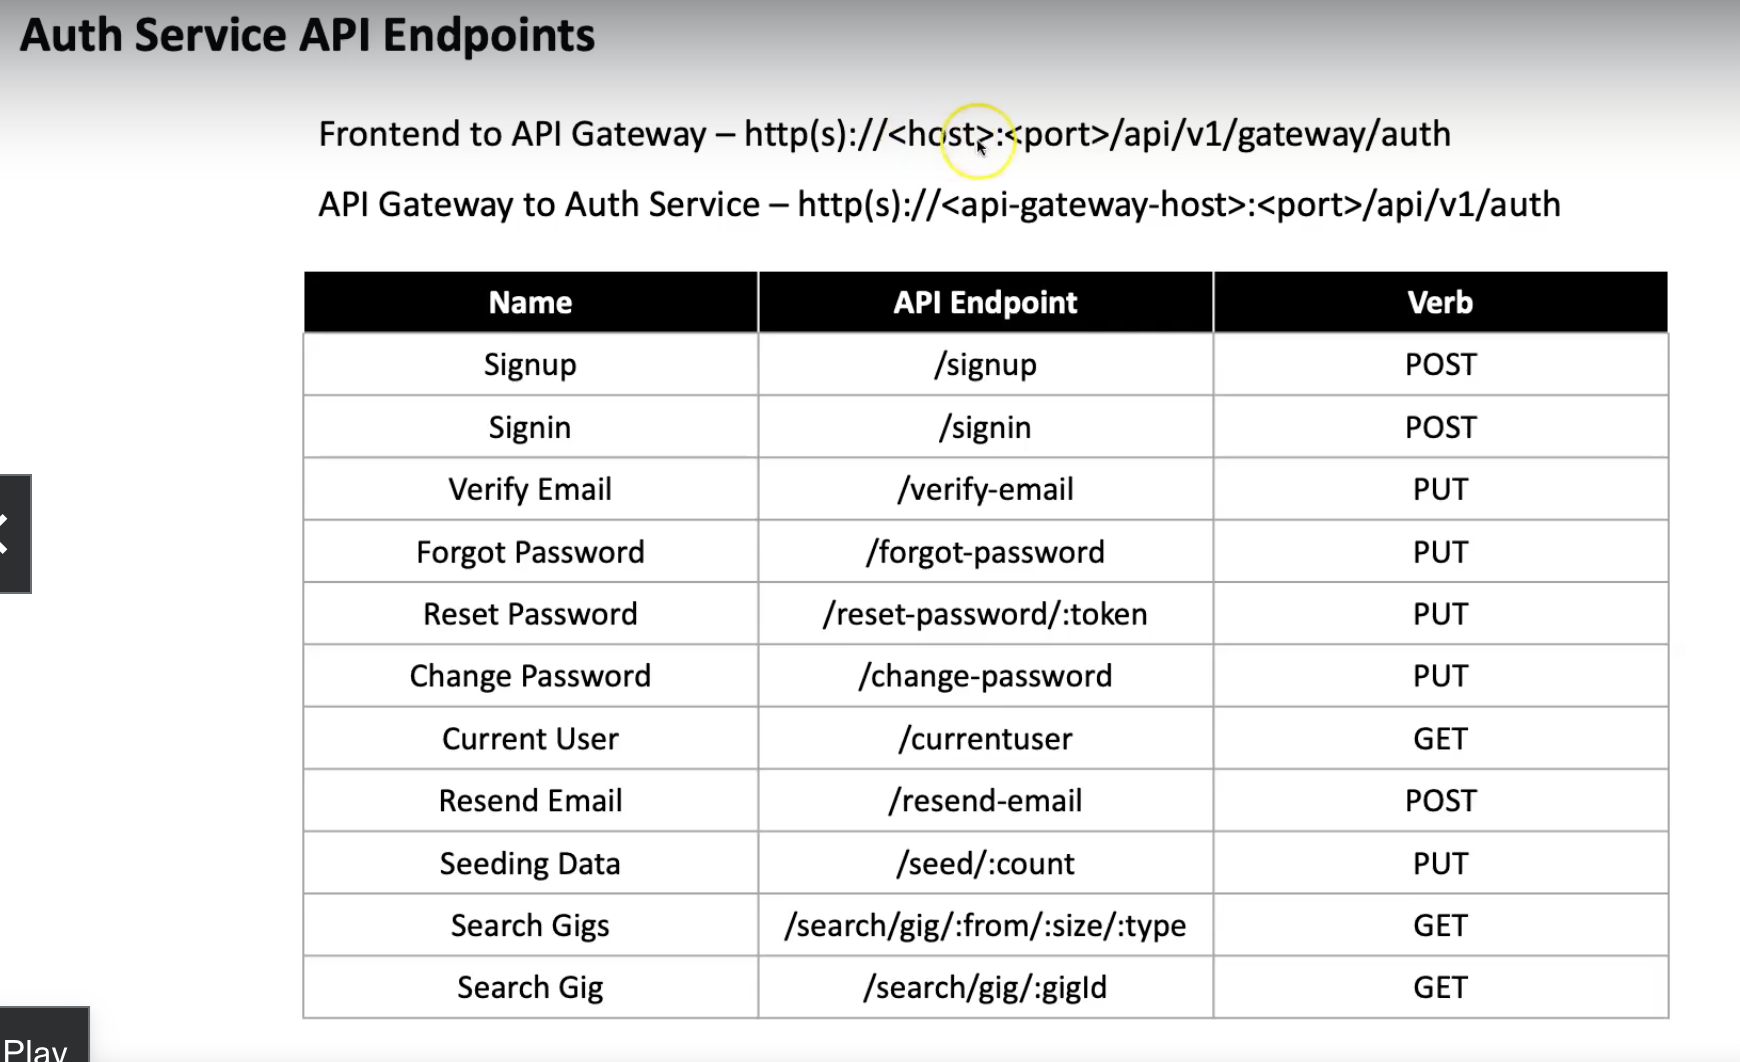 Auth Service API Endpoints
Frontend to API Gateway – http(s)://<host>:<port>/api/v1/gateway/auth
API Gateway to Auth Service – http(s)://<api-gateway-host>:<port>/api/v1/auth
Name API Endpoint Verb
Signup /signup POST
Signin /signin POST
Verify Email /verify-email PUT
Forgot Password /forgot-password PUT
Reset Password /reset-password/:token PUT
Change Password /change-password PUT
Current User /currentuser GET
Resend Email /resend-email POST
Seeding Data /seed/:count PUT
Search Gigs /search/gig/:from/:size/:type GET
Search Gig /search/gig/:gigId GET
Play